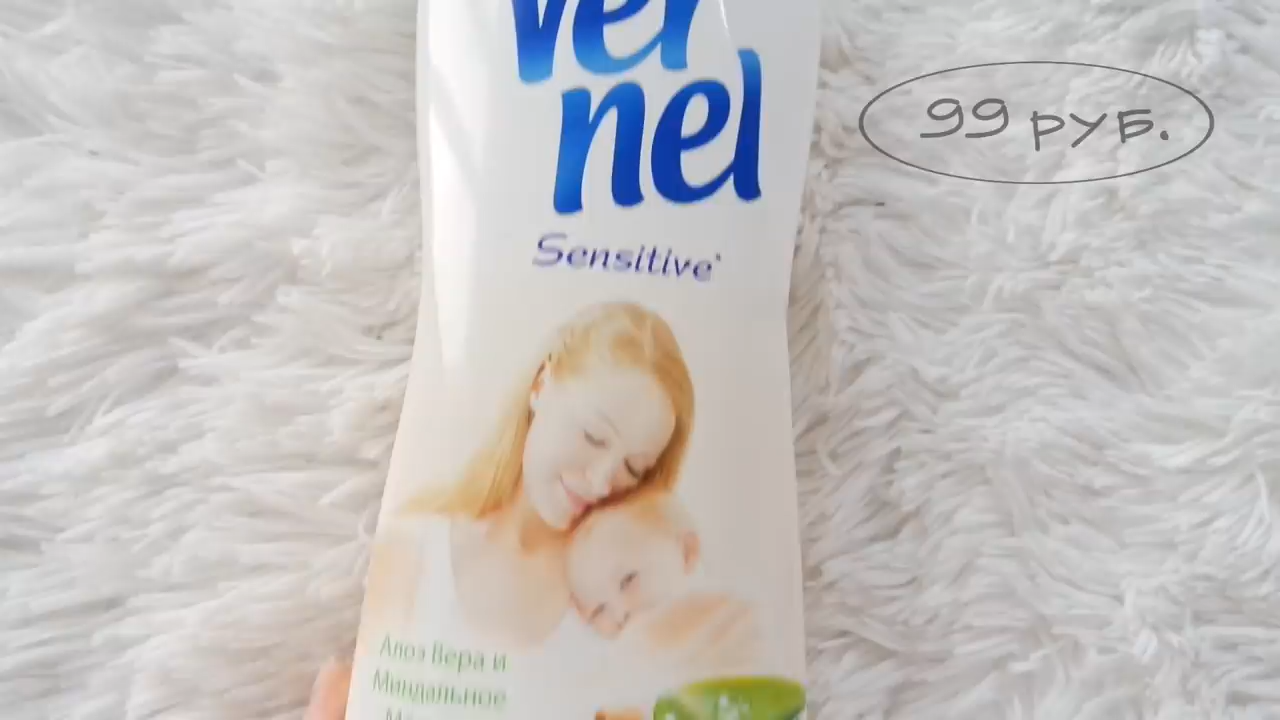 Ver
nel
99 руб.
Sensitive*
Алоэ Вера и
Миндальное